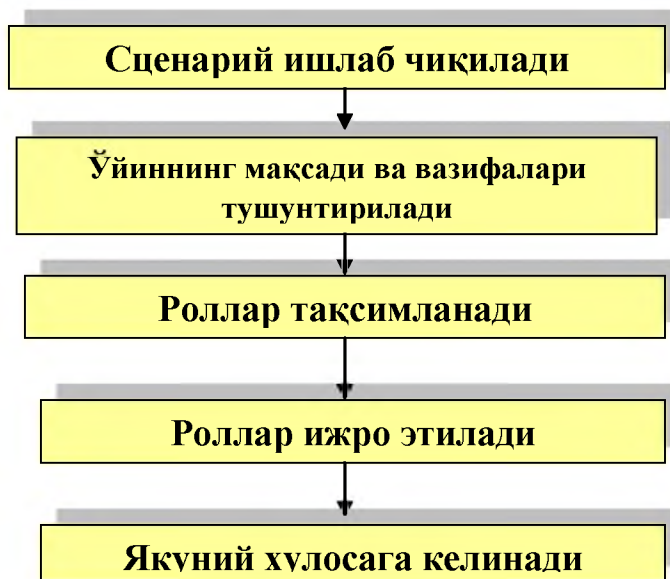 Сценарий ишлаб чиқилади
Ўйиннинг мақсади ва вазифалари
тушунтирилади
Роллар тақсимланади
Роллар ижро этилади
Якуний хулосага келинади